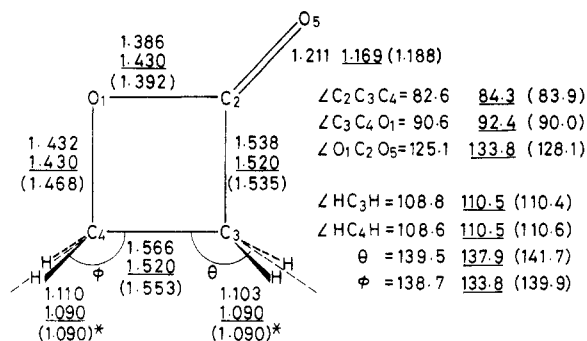 O5
1.386
1.430
(1.392)
1.211 1.169 (1.188)
O1 C2
∠C2C3C4 = 82.6 84.3 (83.9)
∠C3C4O1 = 90.6 92.4 (90.0)
∠O1C2O5 = 125.1 133.8 (128.1)
1.432
1.430
(1.468)
1.538
1.520
(1.535)
∠HC3H = 108.8 110.5 (110.4)
∠HC4H = 108.6 110.5 (110.6)
θ = 139.5 137.9 (141.7)
φ = 138.7 133.8 (139.9)
C4 C3
H H
H H
φ θ
1.566
1.520
(1.553)
1.110
1.090
(1.090)*
1.103
1.090
(1.090)*